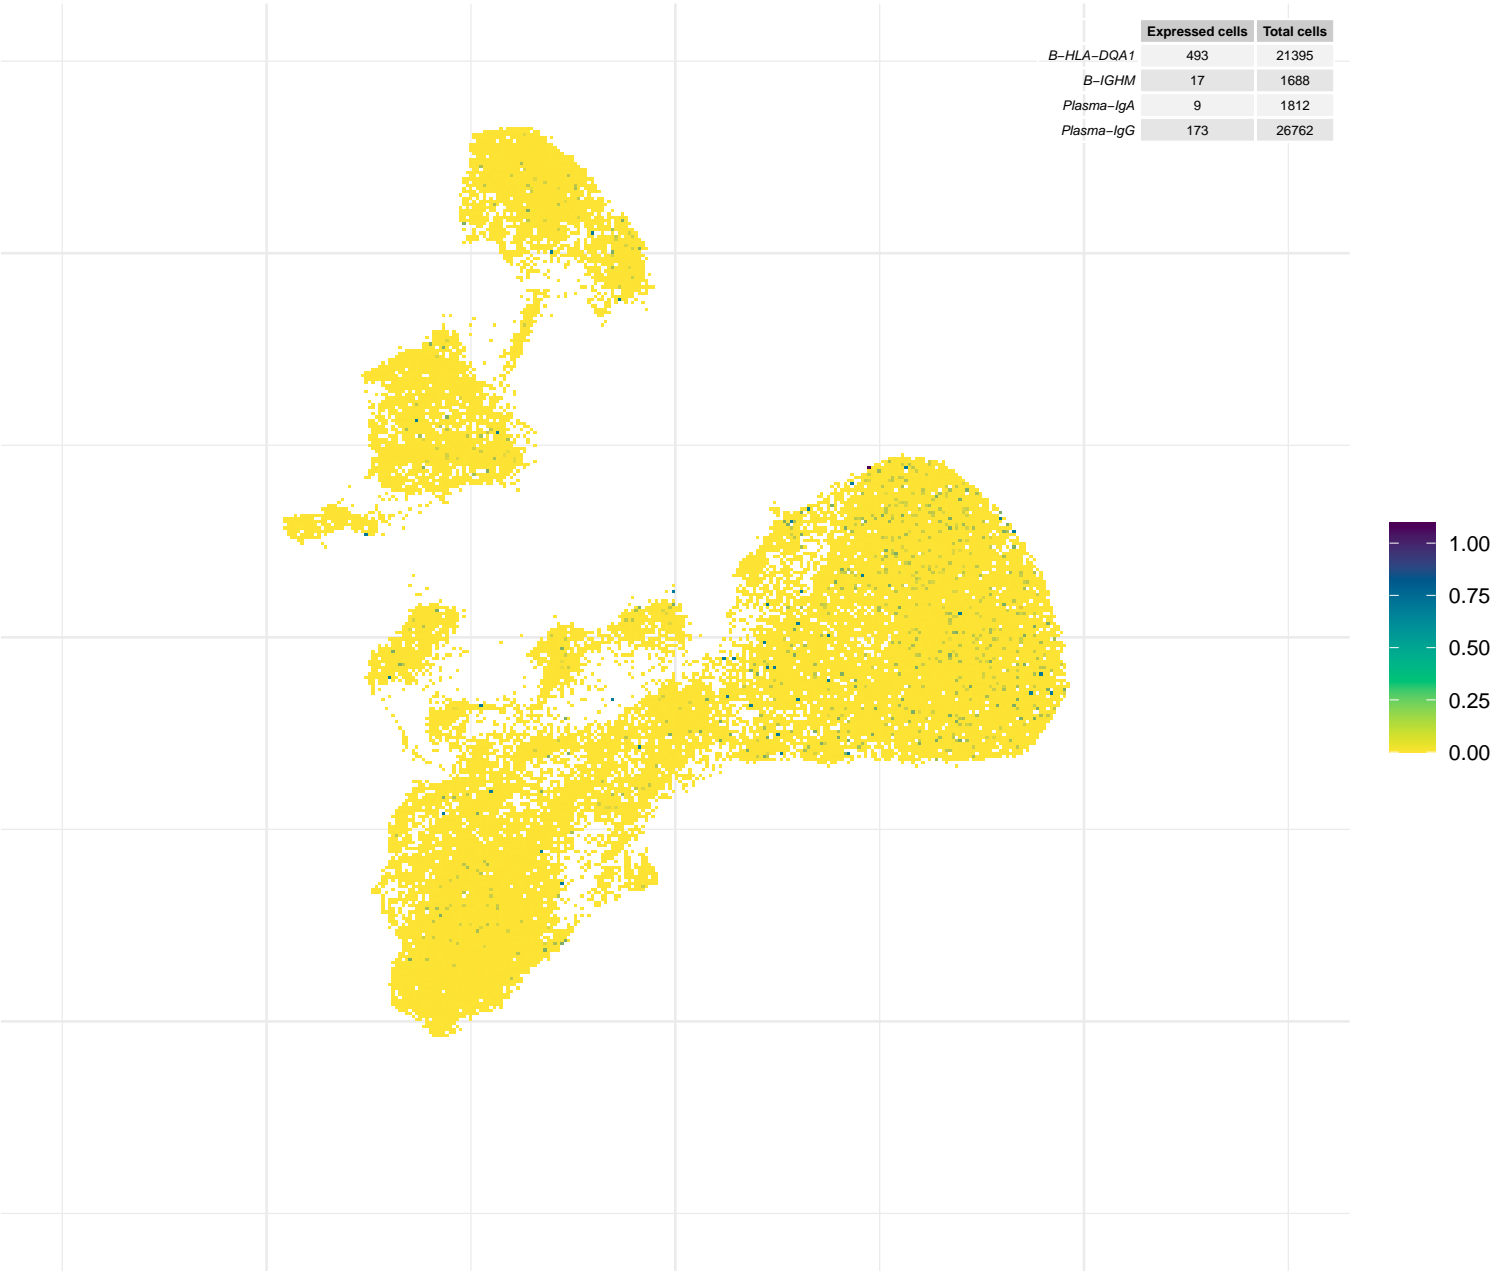 Expressed cells Total cells
B−HLA−DQA1 493 21395
B−IGHM 17 1688
Plasma−IgA 9 1812
Plasma−IgG 173 26762
1.00
0.75
0.50
0.25
0.00